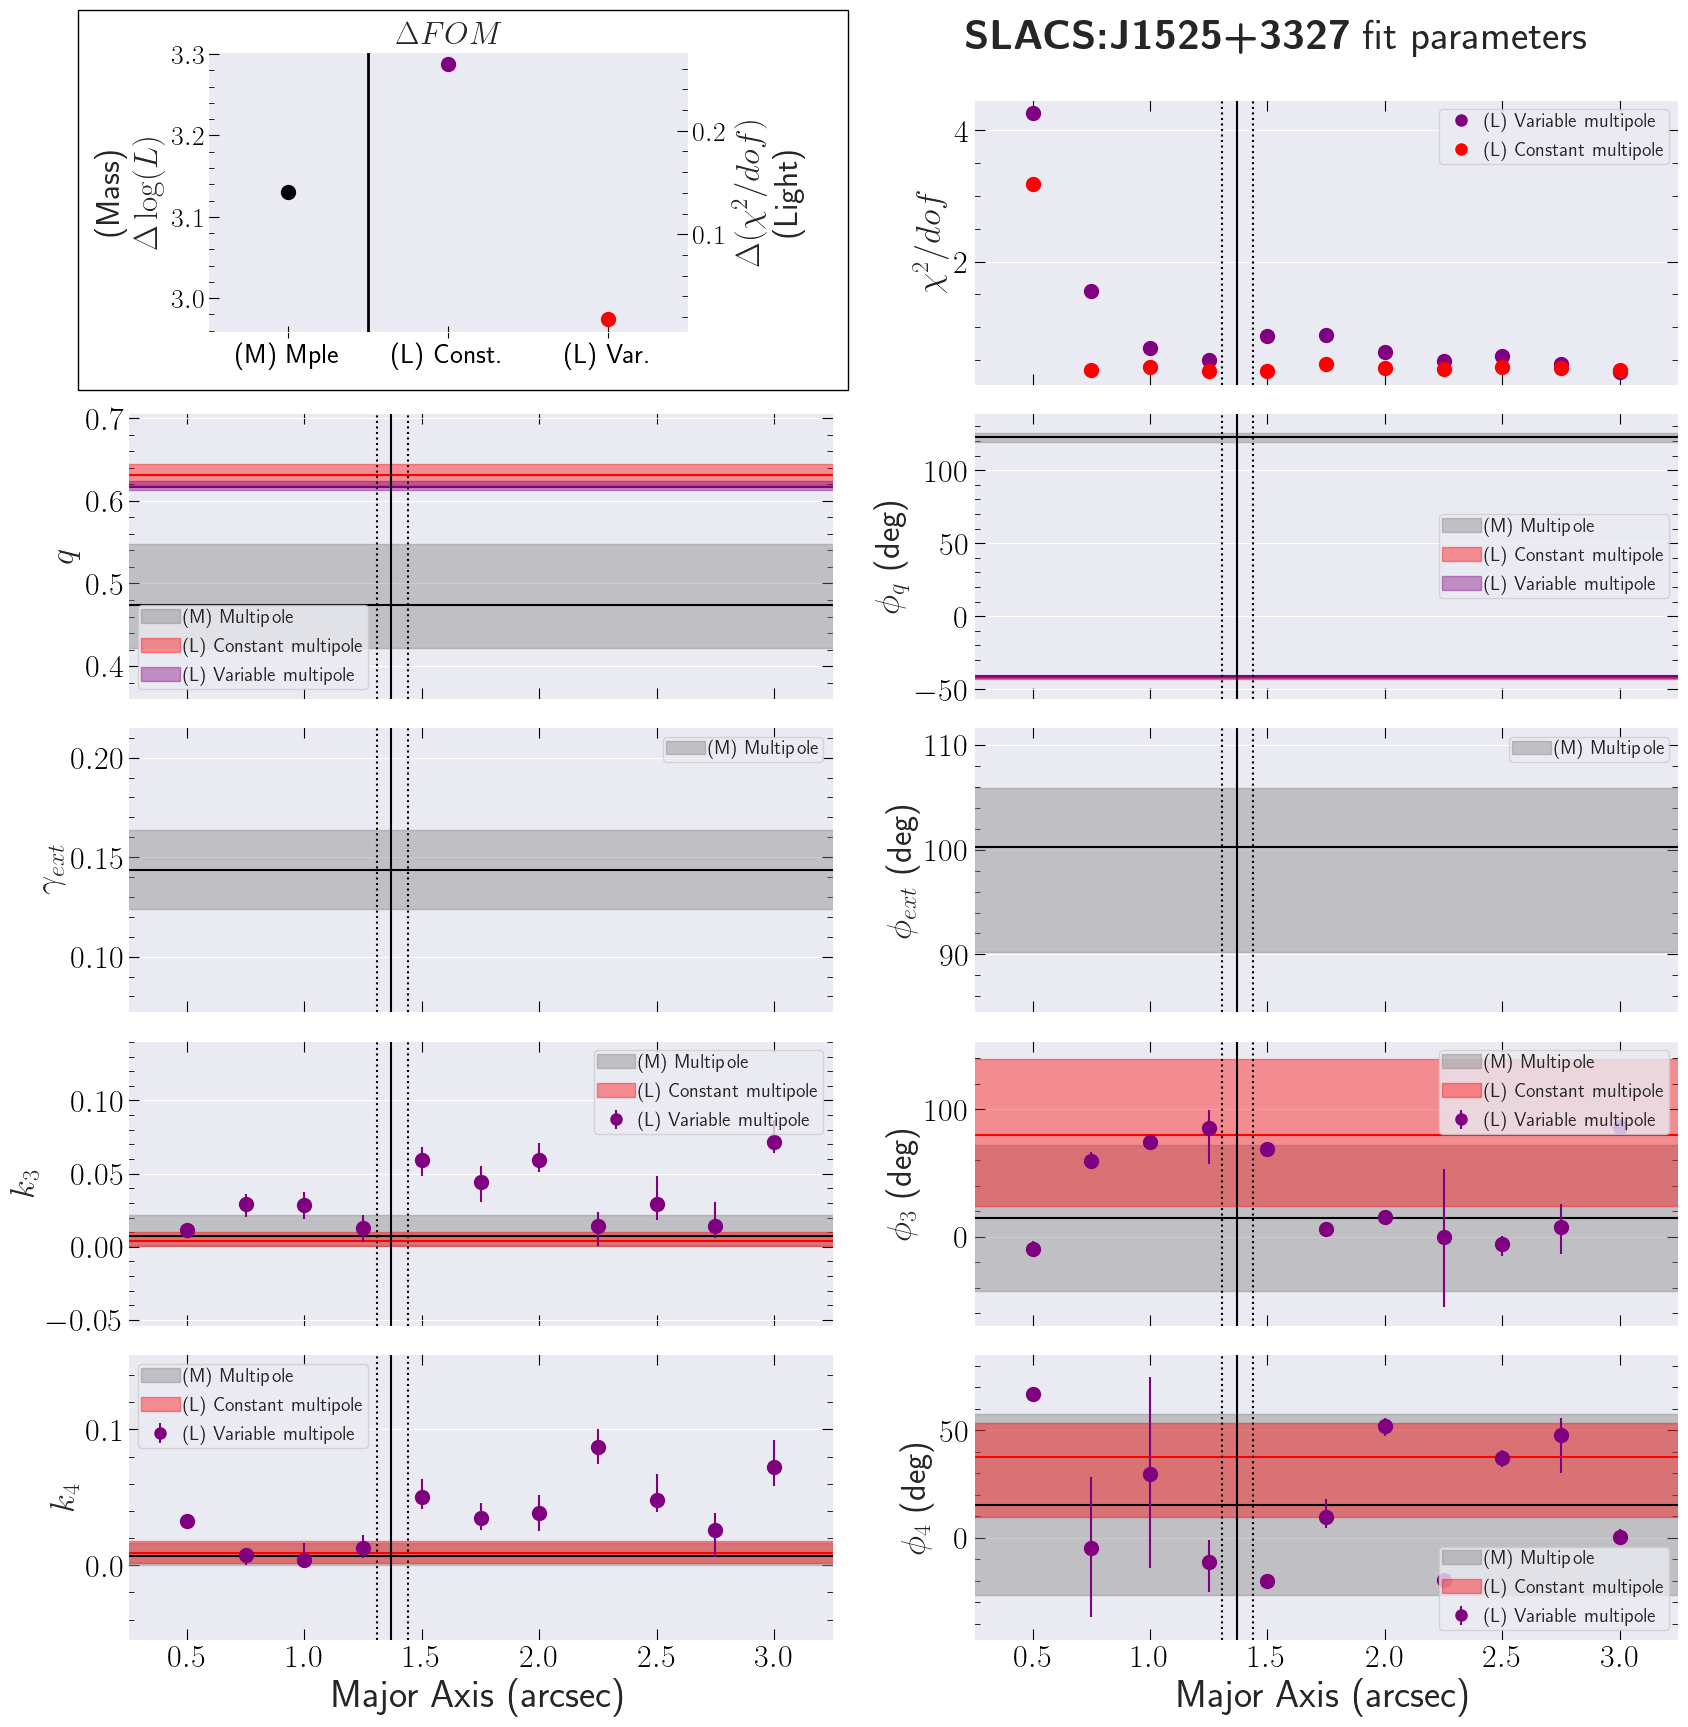 ΔFOM
SLACS:J1525+3327 fit parameters
(Mass)
Δ log(L)
3.3
3.2
3.1
3.0
0.2
0.1
Δ(χ²/dof)
(Light)
(M) Mple
(L) Const.
(L) Var.
χ²/dof
4
2
(L) Variable multipole
(L) Constant multipole
q
0.7
0.6
0.5
0.4
(M) Multipole
(L) Constant multipole
(L) Variable multipole
ϕ_q (deg)
100
50
0
−50
(M) Multipole
(L) Constant multipole
(L) Variable multipole
γ_ext
0.20
0.15
0.10
(M) Multipole
ϕ_ext (deg)
110
100
90
(M) Multipole
k₃
0.10
0.05
0.00
−0.05
(M) Multipole
(L) Constant multipole
(L) Variable multipole
ϕ₃ (deg)
100
0
(M) Multipole
(L) Constant multipole
(L) Variable multipole
k₄
0.1
0.0
(M) Multipole
(L) Constant multipole
(L) Variable multipole
0.5 1.0 1.5 2.0 2.5 3.0
Major Axis (arcsec)
ϕ₄ (deg)
50
0
(M) Multipole
(L) Constant multipole
(L) Variable multipole
0.5 1.0 1.5 2.0 2.5 3.0
Major Axis (arcsec)